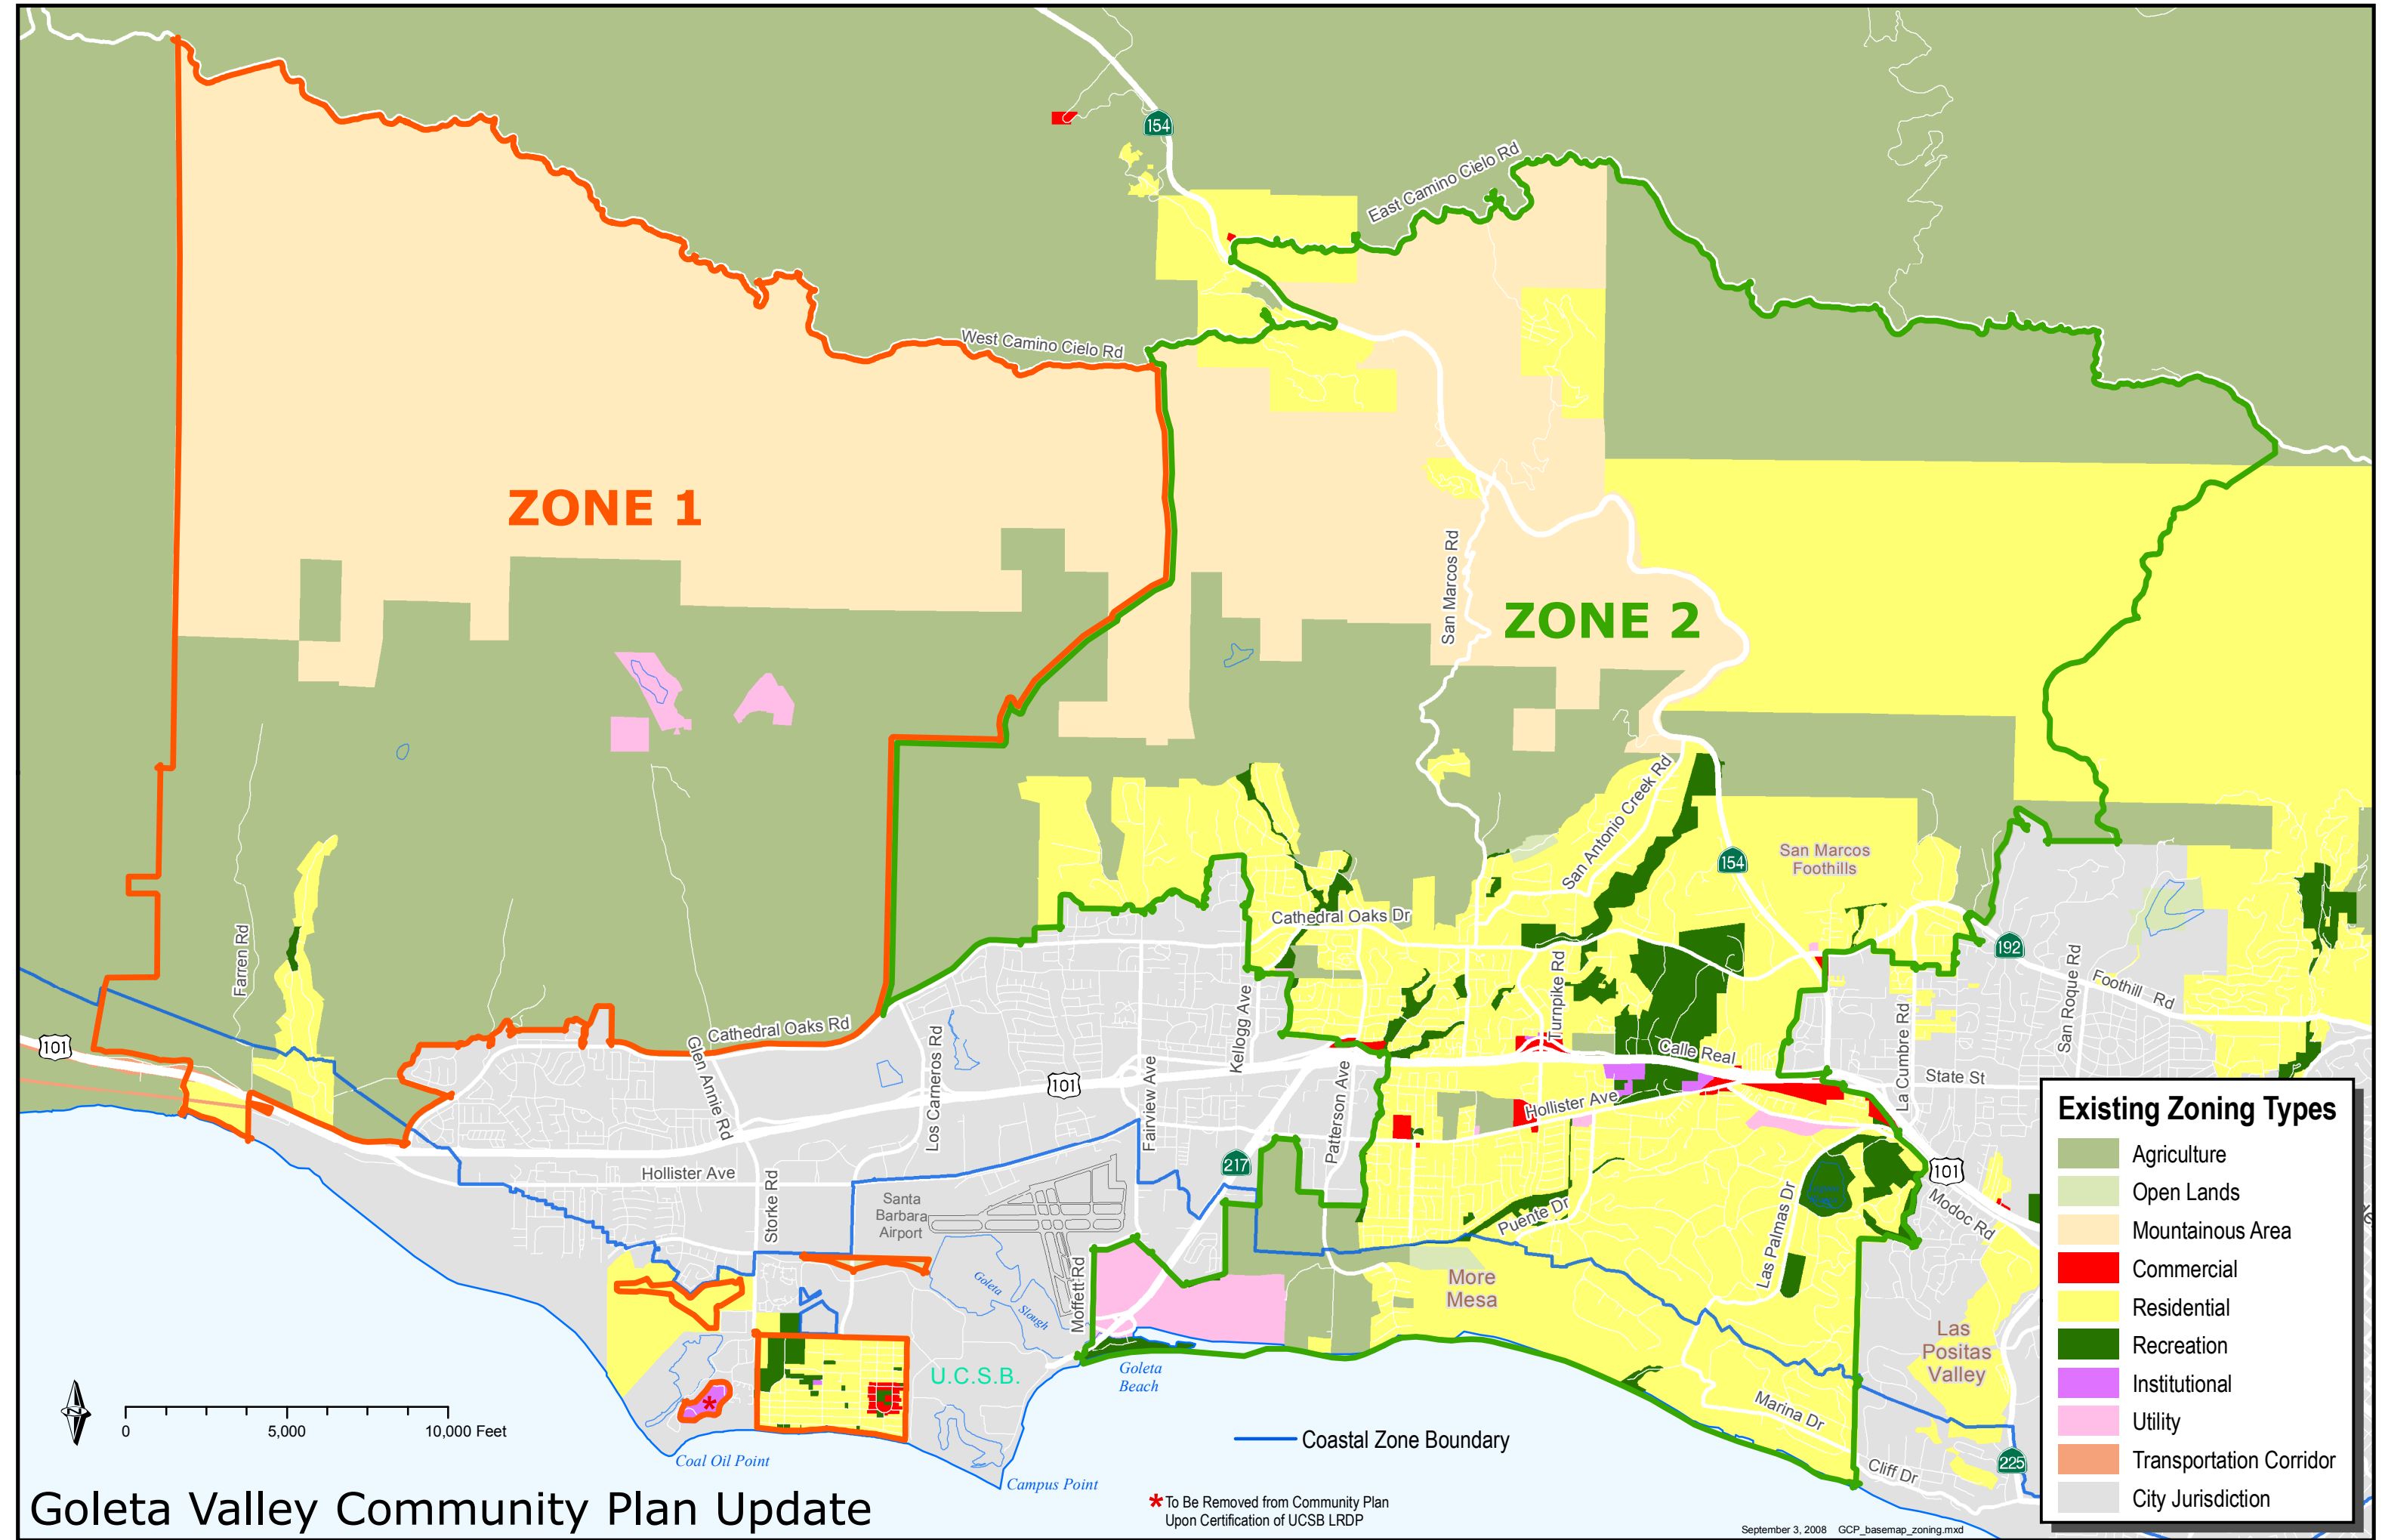 154
East Camino Cielo Rd
West Camino Cielo Rd
ZONE 1
San Marcos Rd
ZONE 2
San Antonio Creek Rd
154
San Marcos
Foothills
Cathedral Oaks Dr
Farren Rd
192
San Roque Rd
Foothill Rd
Turnpike Rd
Kellogg Ave
101
Cathedral Oaks Rd
Glen Annie Rd
Los Carneros Rd
Fairview Ave
101
Patterson Ave
Calle Real
La Cumbre Rd
State St
Hollister Ave
Hollister Ave
217
101
Modoc Rd
Storke Rd
Santa
Barbara
Airport
Puente Dr
Las Palmas Dr
Goleta
Slough
Moffett Rd
More
Mesa
Las
Positas
Valley
U.C.S.B.
Goleta
Beach
Marina Dr
Cliff Dr
225
Coal Oil Point
Campus Point
0
5,000
10,000 Feet
Coastal Zone Boundary
*
* To Be Removed from Community Plan
Upon Certification of UCSB LRDP
Goleta Valley Community Plan Update
September 3, 2008 GCP_basemap_zoning.mxd
Existing Zoning Types
Agriculture
Open Lands
Mountainous Area
Commercial
Residential
Recreation
Institutional
Utility
Transportation Corridor
City Jurisdiction